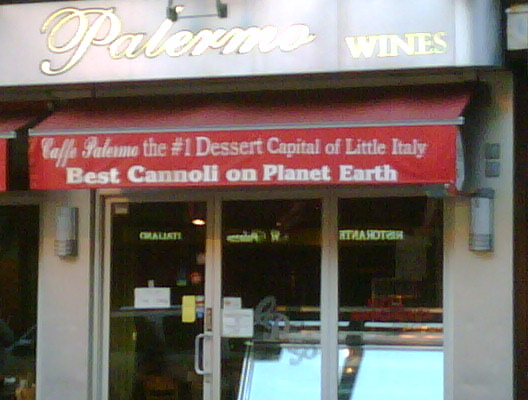 Palermo WINES
Caffe Palermo the #1 Dessert Capital of Little Italy
Best Cannoli on Planet Earth
ITALIANO RISTORANTE